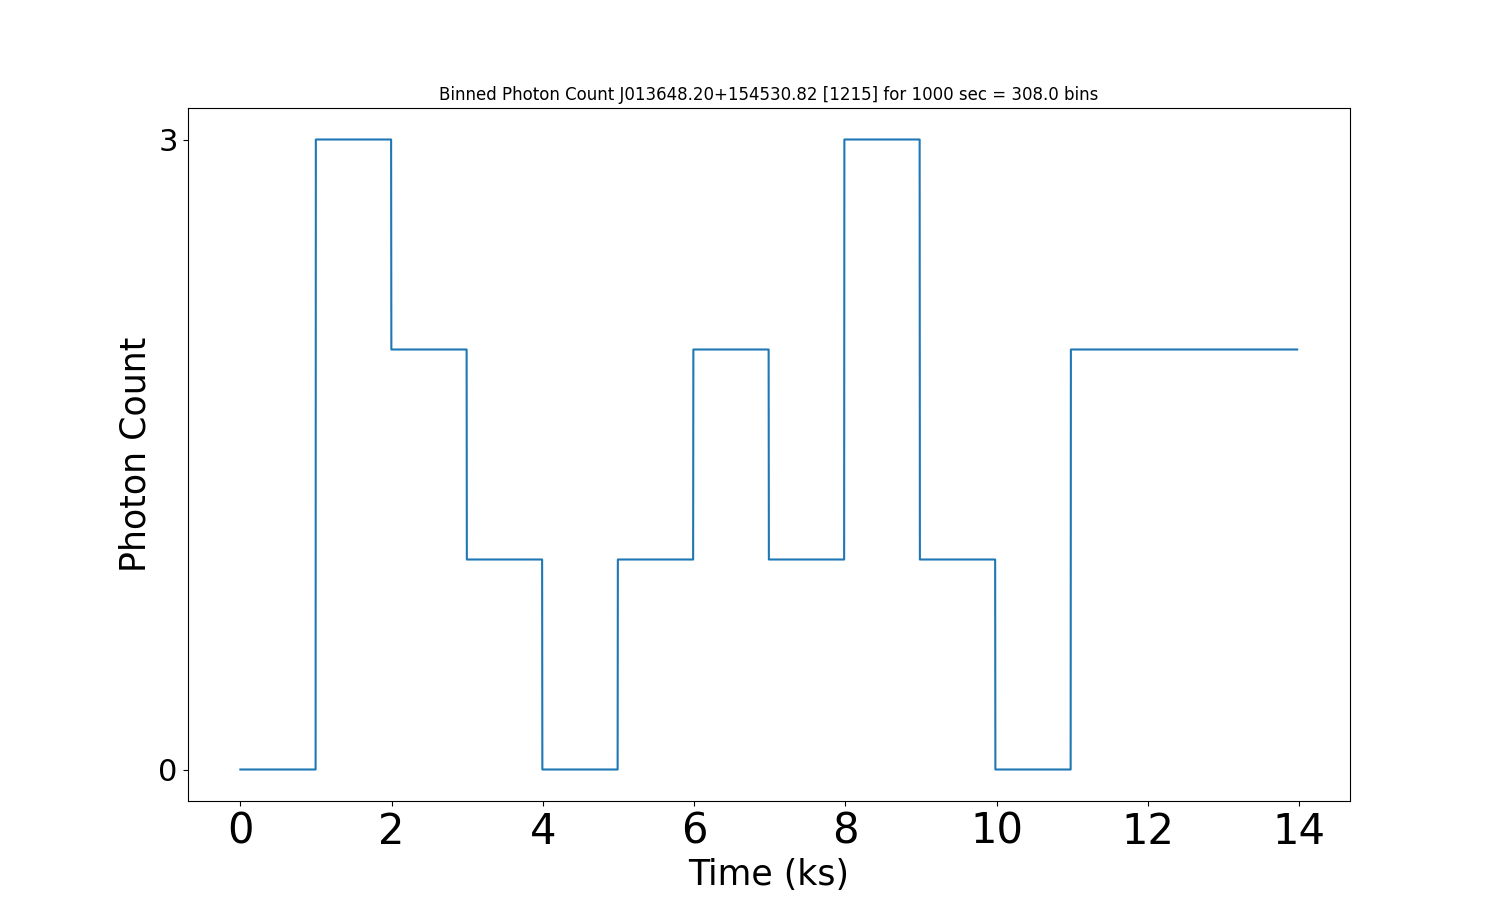 Binned Photon Count J013648.20+154530.82 [1215] for 1000 sec = 308.0 bins
3
Photon Count
0
0 2 4 6 8 10 12 14
Time (ks)